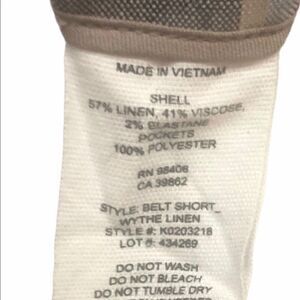 MADE IN VIETNAM
SHELL
57% LINEN, 41% VISCOSE,
2% ELASTANE
POCKETS
100% POLYESTER
RN 98408
CA 39862
STYLE: BELT SHORT_
WYTHE LINEN
STYLE #: K0203218
LOT #: 434269
DO NOT WASH
DO NOT BLEACH
DO NOT TUMBLE DRY